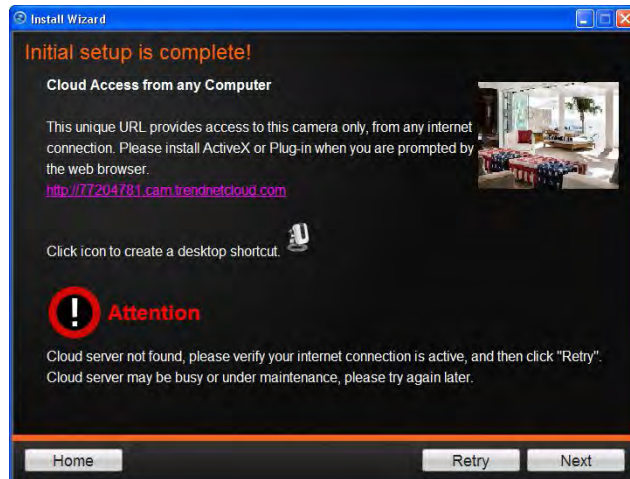 Install Wizard
Initial setup is complete!
Cloud Access from any Computer
This unique URL provides access to this camera only, from any internet
connection. Please install ActiveX or Plug-in when you are prompted by
the web browser.
http://77204781.cam.trendnetcloud.com
Click icon to create a desktop shortcut.
Attention
Cloud server not found, please verify your internet connection is active, and then click "Retry".
Cloud server may be busy or under maintenance, please try again later.
Home Retry Next